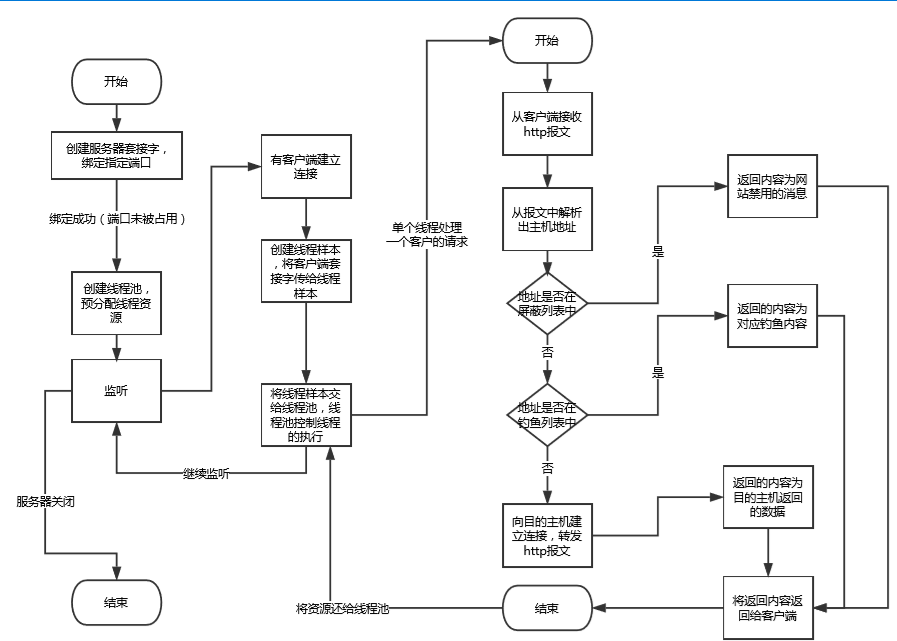 开始
创建服务器套接字，
绑定指定端口
绑定成功（端口未被占用）
创建线程池，
预分配线程资
源
监听
服务器关闭
结束
有客户端建立
连接
创建线程样本
，将客户端套
接字传给线程
样本
将线程样本交
给线程池，线
程池控制线程
的执行
继续监听
单个线程处理
一个客户的请求
开始
从客户端接收
http报文
从报文中解析
出主机地址
地址是否在
屏蔽列表中
是
返回内容为网
站禁用的消息
否
地址是否在
钓鱼列表中
是
返回的内容为
对应钓鱼内容
否
向目的主机建
立连接，转发
http报文
返回的内容为
目的主机返回
的数据
将返回内容返
回给客户端
结束
将资源还给线程池